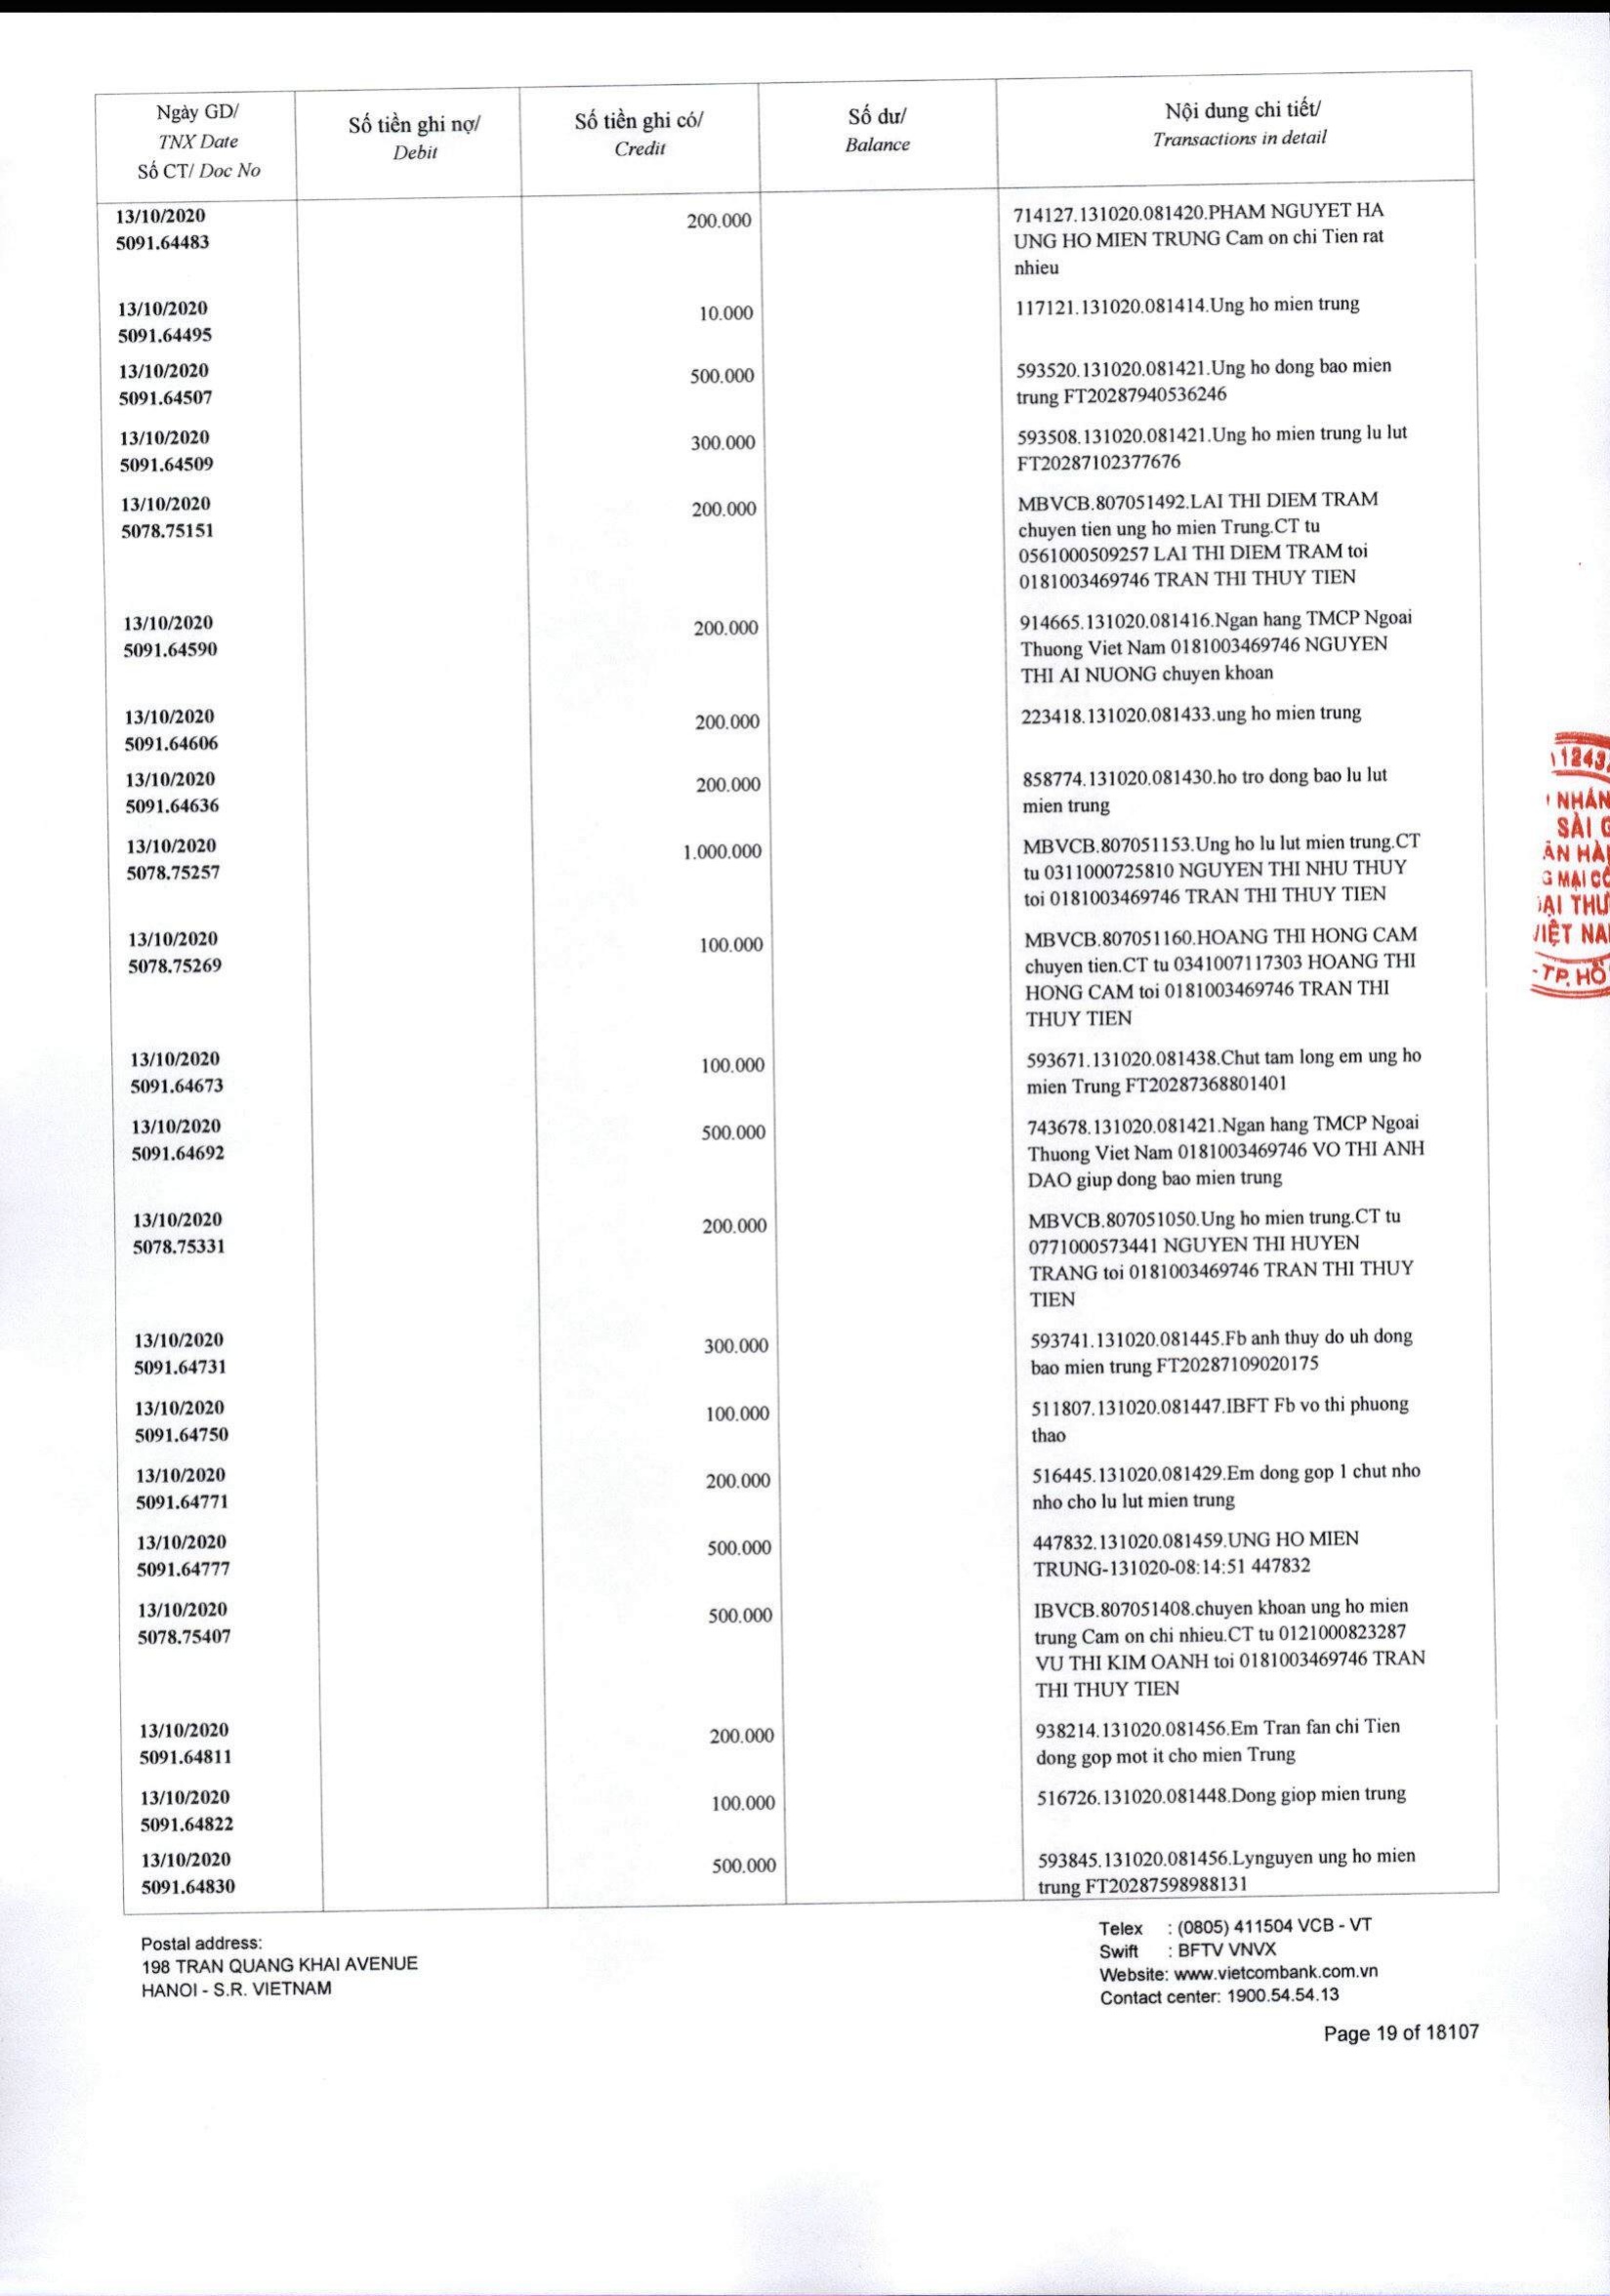 Ngày GD/
TNX Date
Số CT/ Doc No
Số tiền ghi nợ/
Debit
Số tiền ghi có/
Credit
Số dư/
Balance
Nội dung chi tiết/
Transactions in detail
13/10/2020
5091.64483
200.000
714127.131020.081420.PHAM NGUYET HA
UNG HO MIEN TRUNG Cam on chi Tien rat
nhieu
13/10/2020
5091.64495
10.000
117121.131020.081414.Ung ho mien trung
13/10/2020
5091.64507
500.000
593520.131020.081421.Ung ho dong bao mien
trung FT20287940536246
13/10/2020
5091.64509
300.000
593508.131020.081421.Ung ho mien trung lu lut
FT20287102377676
13/10/2020
5078.75151
200.000
MBVCB.807051492.LAI THI DIEM TRAM
chuyen tien ung ho mien Trung.CT tu
0561000509257 LAI THI DIEM TRAM toi
0181003469746 TRAN THI THUY TIEN
13/10/2020
5091.64590
200.000
914665.131020.081416.Ngan hang TMCP Ngoai
Thuong Viet Nam 0181003469746 NGUYEN
THI AI NUONG chuyen khoan
13/10/2020
5091.64606
200.000
223418.131020.081433.ung ho mien trung
13/10/2020
5091.64636
200.000
858774.131020.081430.ho tro dong bao lu lut
mien trung
13/10/2020
5078.75257
1.000.000
MBVCB.807051153.Ung ho lu lut mien trung.CT
tu 0311000725810 NGUYEN THI NHU THUY
toi 0181003469746 TRAN THI THUY TIEN
13/10/2020
5078.75269
100.000
MBVCB.807051160.HOANG THI HONG CAM
chuyen tien.CT tu 0341007117303 HOANG THI
HONG CAM toi 0181003469746 TRAN THI
THUY TIEN
13/10/2020
5091.64673
100.000
593671.131020.081438.Chut tam long em ung ho
mien Trung FT20287368801401
13/10/2020
5091.64692
500.000
743678.131020.081421.Ngan hang TMCP Ngoai
Thuong Viet Nam 0181003469746 VO THI ANH
DAO giup dong bao mien trung
13/10/2020
5078.75331
200.000
MBVCB.807051050.Ung ho mien trung.CT tu
0771000573441 NGUYEN THI HUYEN
TRANG toi 0181003469746 TRAN THI THUY
TIEN
13/10/2020
5091.64731
300.000
593741.131020.081445.Fb anh thuy do uh dong
bao mien trung FT20287109020175
13/10/2020
5091.64750
100.000
511807.131020.081447.IBFT Fb vo thi phuong
thao
13/10/2020
5091.64771
200.000
516445.131020.081429.Em dong gop 1 chut nho
nho cho lu lut mien trung
13/10/2020
5091.64777
500.000
447832.131020.081459.UNG HO MIEN
TRUNG-131020-08:14:51 447832
13/10/2020
5078.75407
500.000
IBVCB.807051408.chuyen khoan ung ho mien
trung Cam on chi nhieu.CT tu 0121000823287
VU THI KIM OANH toi 0181003469746 TRAN
THI THUY TIEN
13/10/2020
5091.64811
200.000
938214.131020.081456.Em Tran fan chi Tien
dong gop mot it cho mien Trung
13/10/2020
5091.64822
100.000
516726.131020.081448.Dong giop mien trung
13/10/2020
5091.64830
500.000
593845.131020.081456.Lynguyen ung ho mien
trung FT20287598988131
11243
NHÁN
SÀI G
ÂN HÀ
G MẠI CỔ
ẠI THƯ
VIỆT NA
-TP. HỒ
Postal address:
198 TRAN QUANG KHAI AVENUE
HANOI - S.R. VIETNAM
Telex : (0805) 411504 VCB - VT
Swift : BFTV VNVX
Website: www.vietcombank.com.vn
Contact center: 1900.54.54.13
Page 19 of 18107